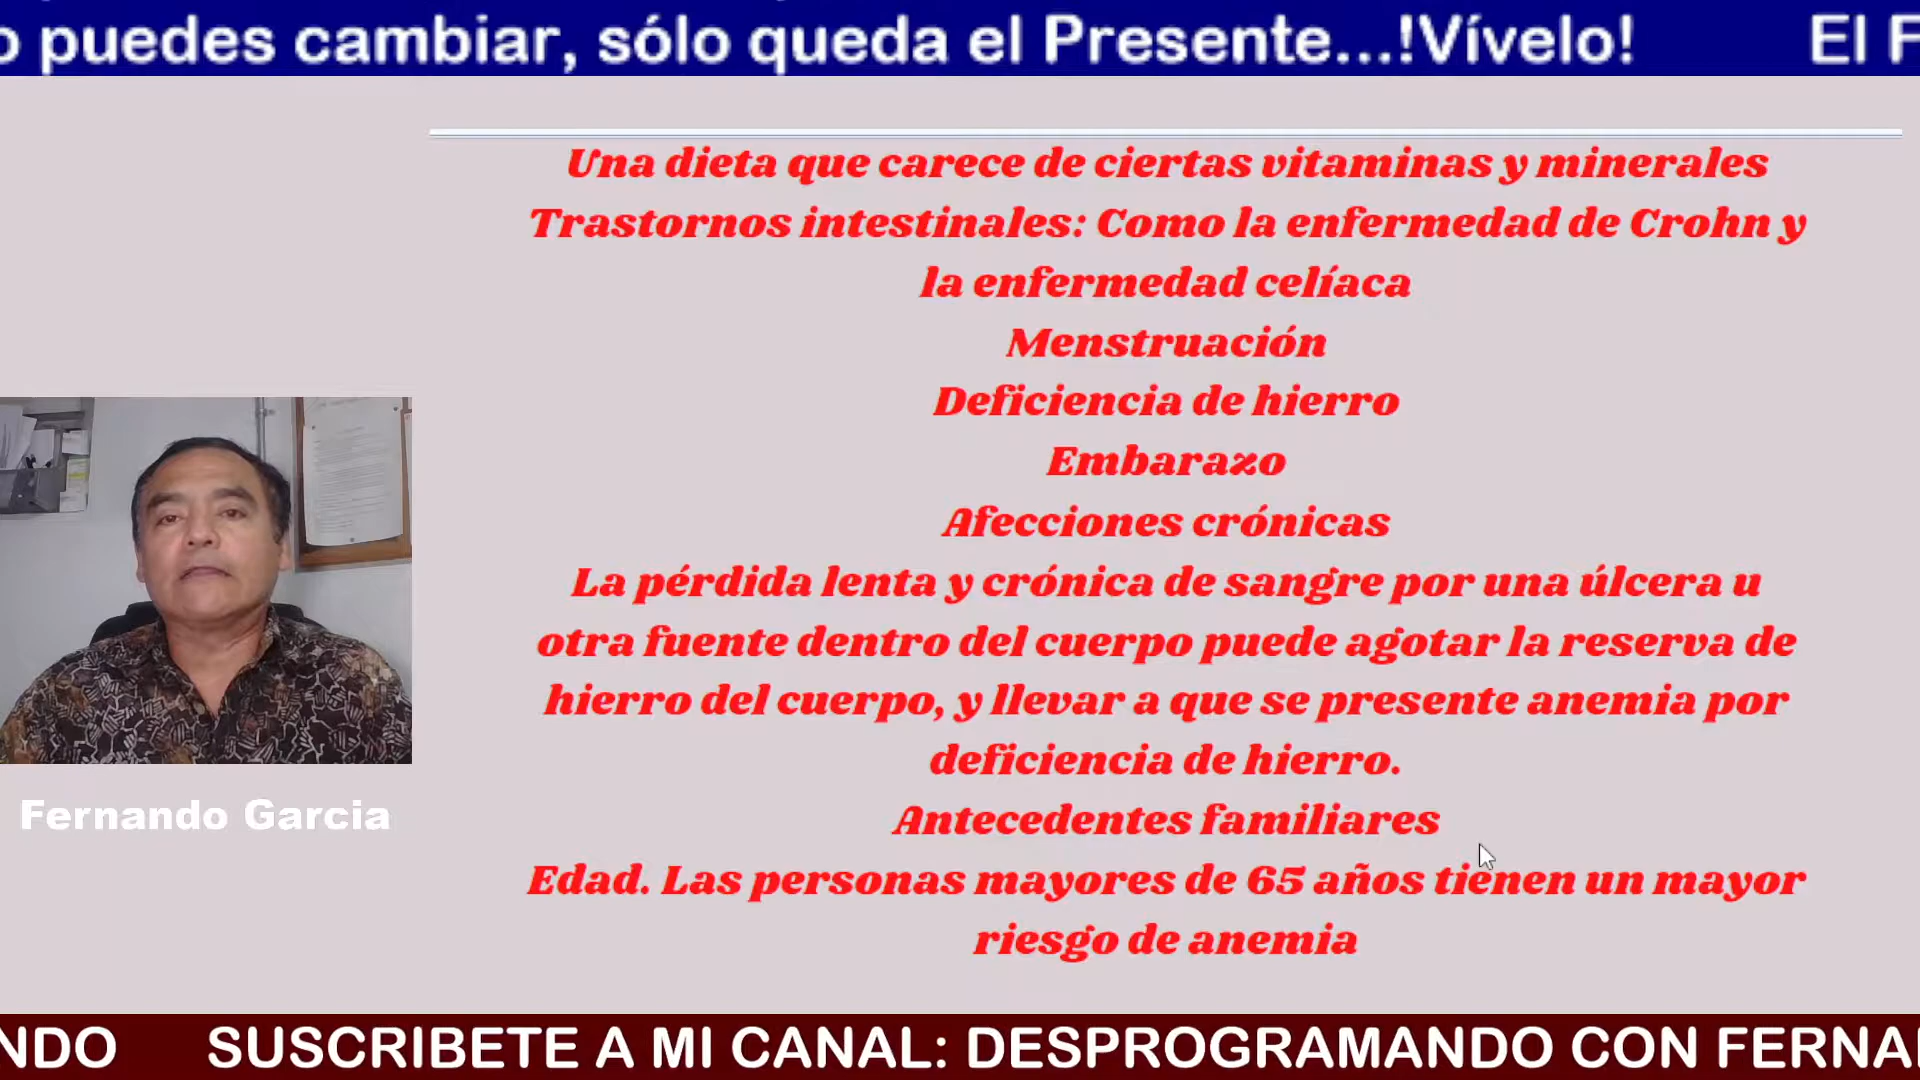 o puedes cambiar, sólo queda el Presente...!Vívelo! El F
Una dieta que carece de ciertas vitaminas y minerales
Trastornos intestinales: Como la enfermedad de Crohn y
la enfermedad celíaca
Menstruación
Deficiencia de hierro
Embarazo
Afecciones crónicas
La pérdida lenta y crónica de sangre por una úlcera u
otra fuente dentro del cuerpo puede agotar la reserva de
hierro del cuerpo, y llevar a que se presente anemia por
deficiencia de hierro.
Antecedentes familiares
Edad. Las personas mayores de 65 años tienen un mayor
riesgo de anemia
Fernando Garcia
NDO SUSCRIBETE A MI CANAL: DESPROGRAMANDO CON FERNA